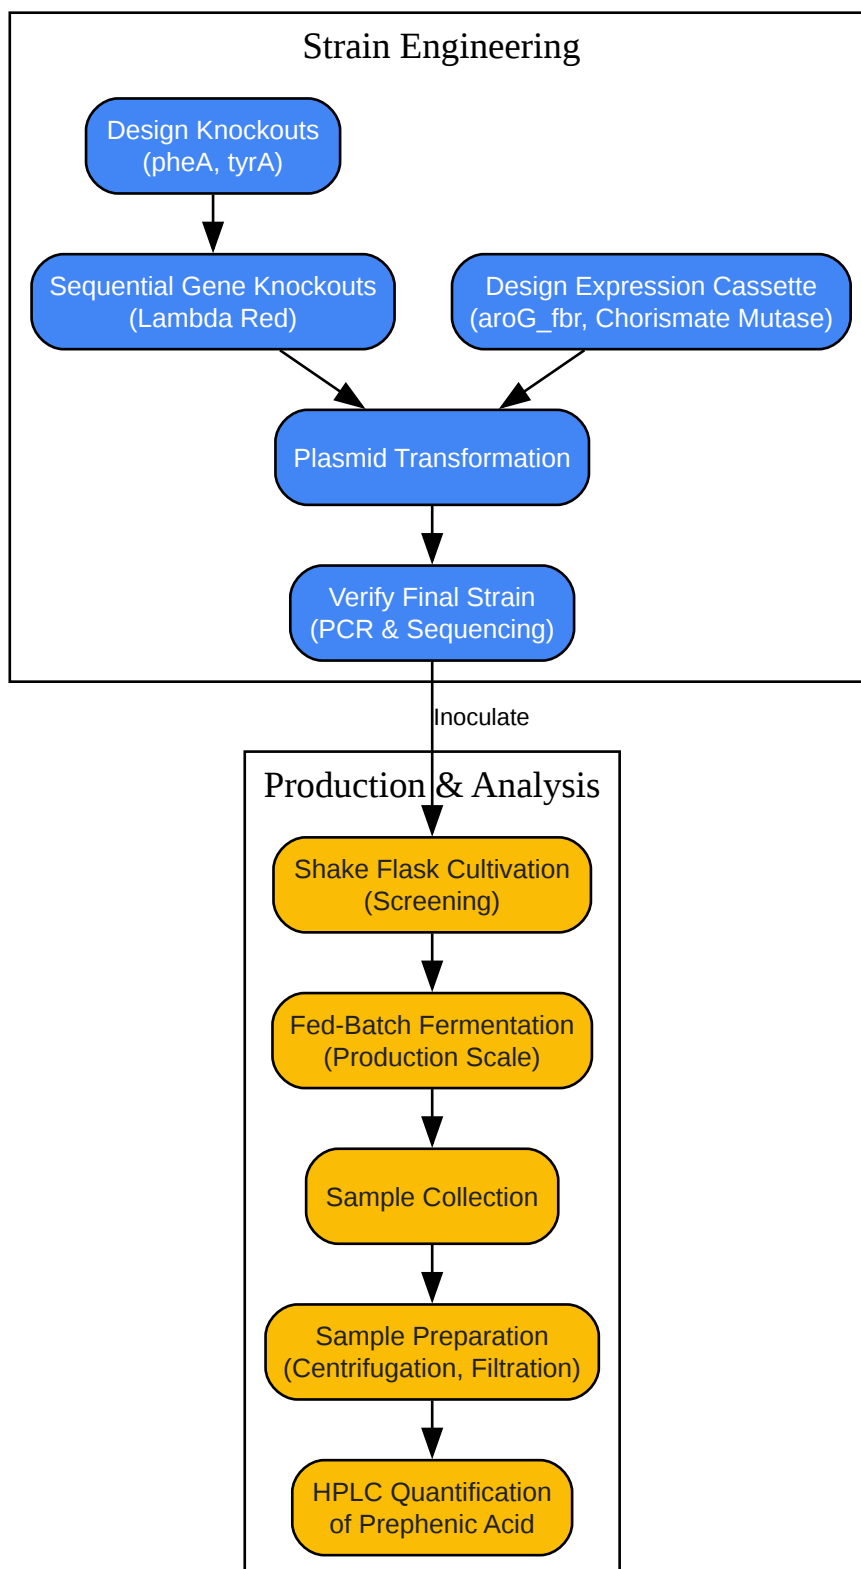 Strain Engineering
Design Knockouts
(pheA, tyrA)
Sequential Gene Knockouts
(Lambda Red)
Design Expression Cassette
(aroG_fbr, Chorismate Mutase)
Plasmid Transformation
Verify Final Strain
(PCR & Sequencing)
Inoculate
Production & Analysis
Shake Flask Cultivation
(Screening)
Fed-Batch Fermentation
(Production Scale)
Sample Collection
Sample Preparation
(Centrifugation, Filtration)
HPLC Quantification
of Prephenic Acid